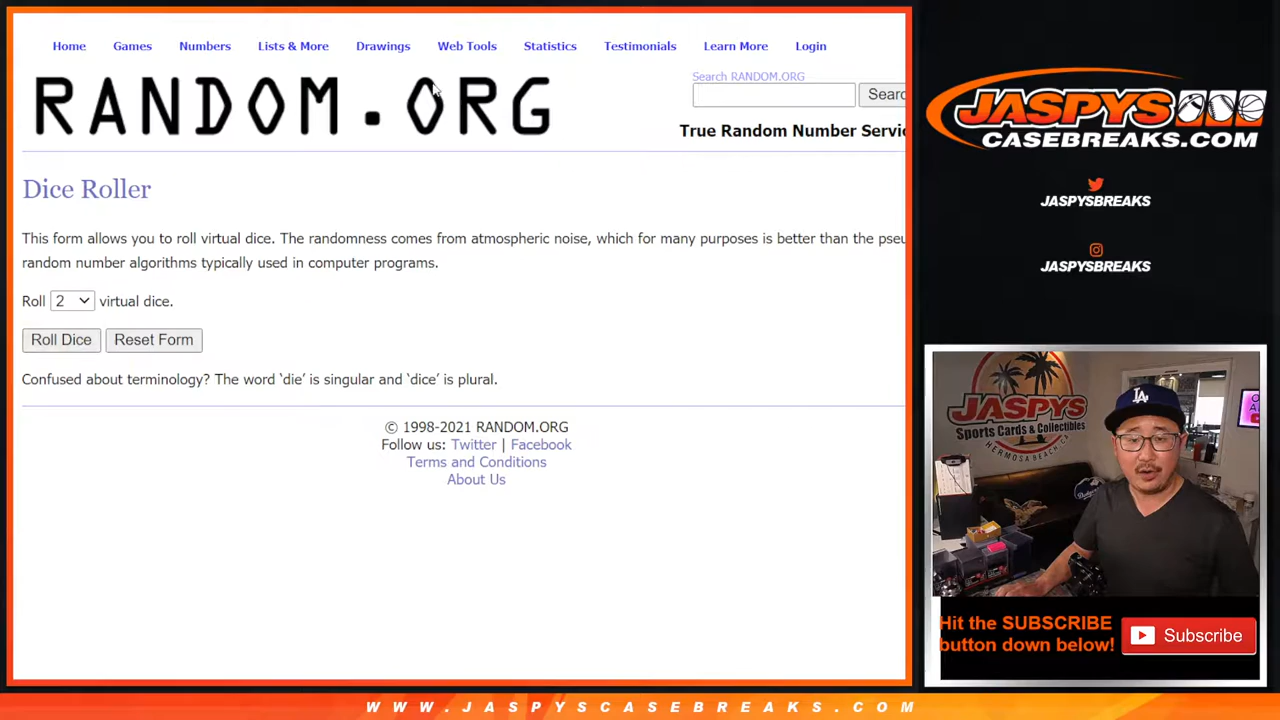 Home Games Numbers Lists & More Drawings Web Tools Statistics Testimonials Learn More Login
RANDOM.ORG
Search RANDOM.ORG
Searc
True Random Number Servic
Dice Roller
This form allows you to roll virtual dice. The randomness comes from atmospheric noise, which for many purposes is better than the pseu
random number algorithms typically used in computer programs.
Roll 2 virtual dice.
Roll Dice Reset Form
Confused about terminology? The word ‘die’ is singular and ‘dice’ is plural.
© 1998-2021 RANDOM.ORG
Follow us: Twitter | Facebook
Terms and Conditions
About Us
JASPYS
CASEBREAKS.COM
JASPYSBREAKS
JASPYSBREAKS
JASPYS
Sports Cards & Collectibles
HERMOSA BEACH, CA
LA
Dodgers
Hit the SUBSCRIBE
button down below!
Subscribe
WWW.JASPYSCASEBREAKS.COM